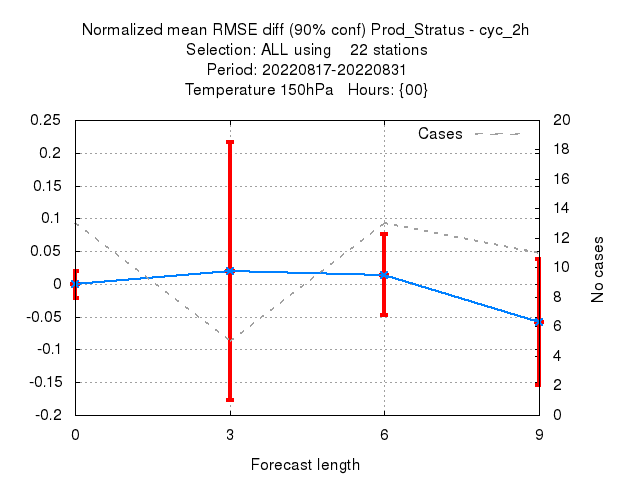 Normalized mean RMSE diff (90% conf) Prod_Stratus - cyc_2h
Selection: ALL using    22 stations
Period: 20220817-20220831
Temperature 150hPa   Hours: {00}
Cases
0.25
0.2
0.15
0.1
0.05
0
-0.05
-0.1
-0.15
-0.2
20
18
16
14
12
10
8
6
4
2
0
No cases
0 3 6 9
Forecast length